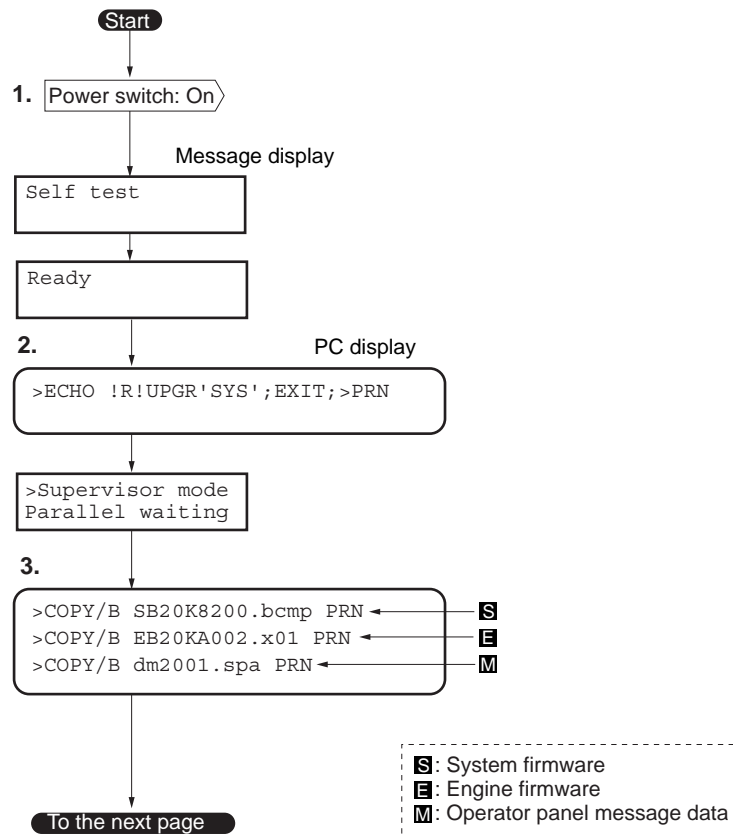 Start
1. Power switch: On
Message display
Self test
Ready
2. PC display
>ECHO !R!UPGR'SYS';EXIT;>PRN
>Supervisor mode
Parallel waiting
3.
>COPY/B SB20K8200.bcmp PRN S
>COPY/B EB20KA002.x01 PRN E
>COPY/B dm2001.spa PRN M
S: System firmware
E: Engine firmware
M: Operator panel message data
To the next page